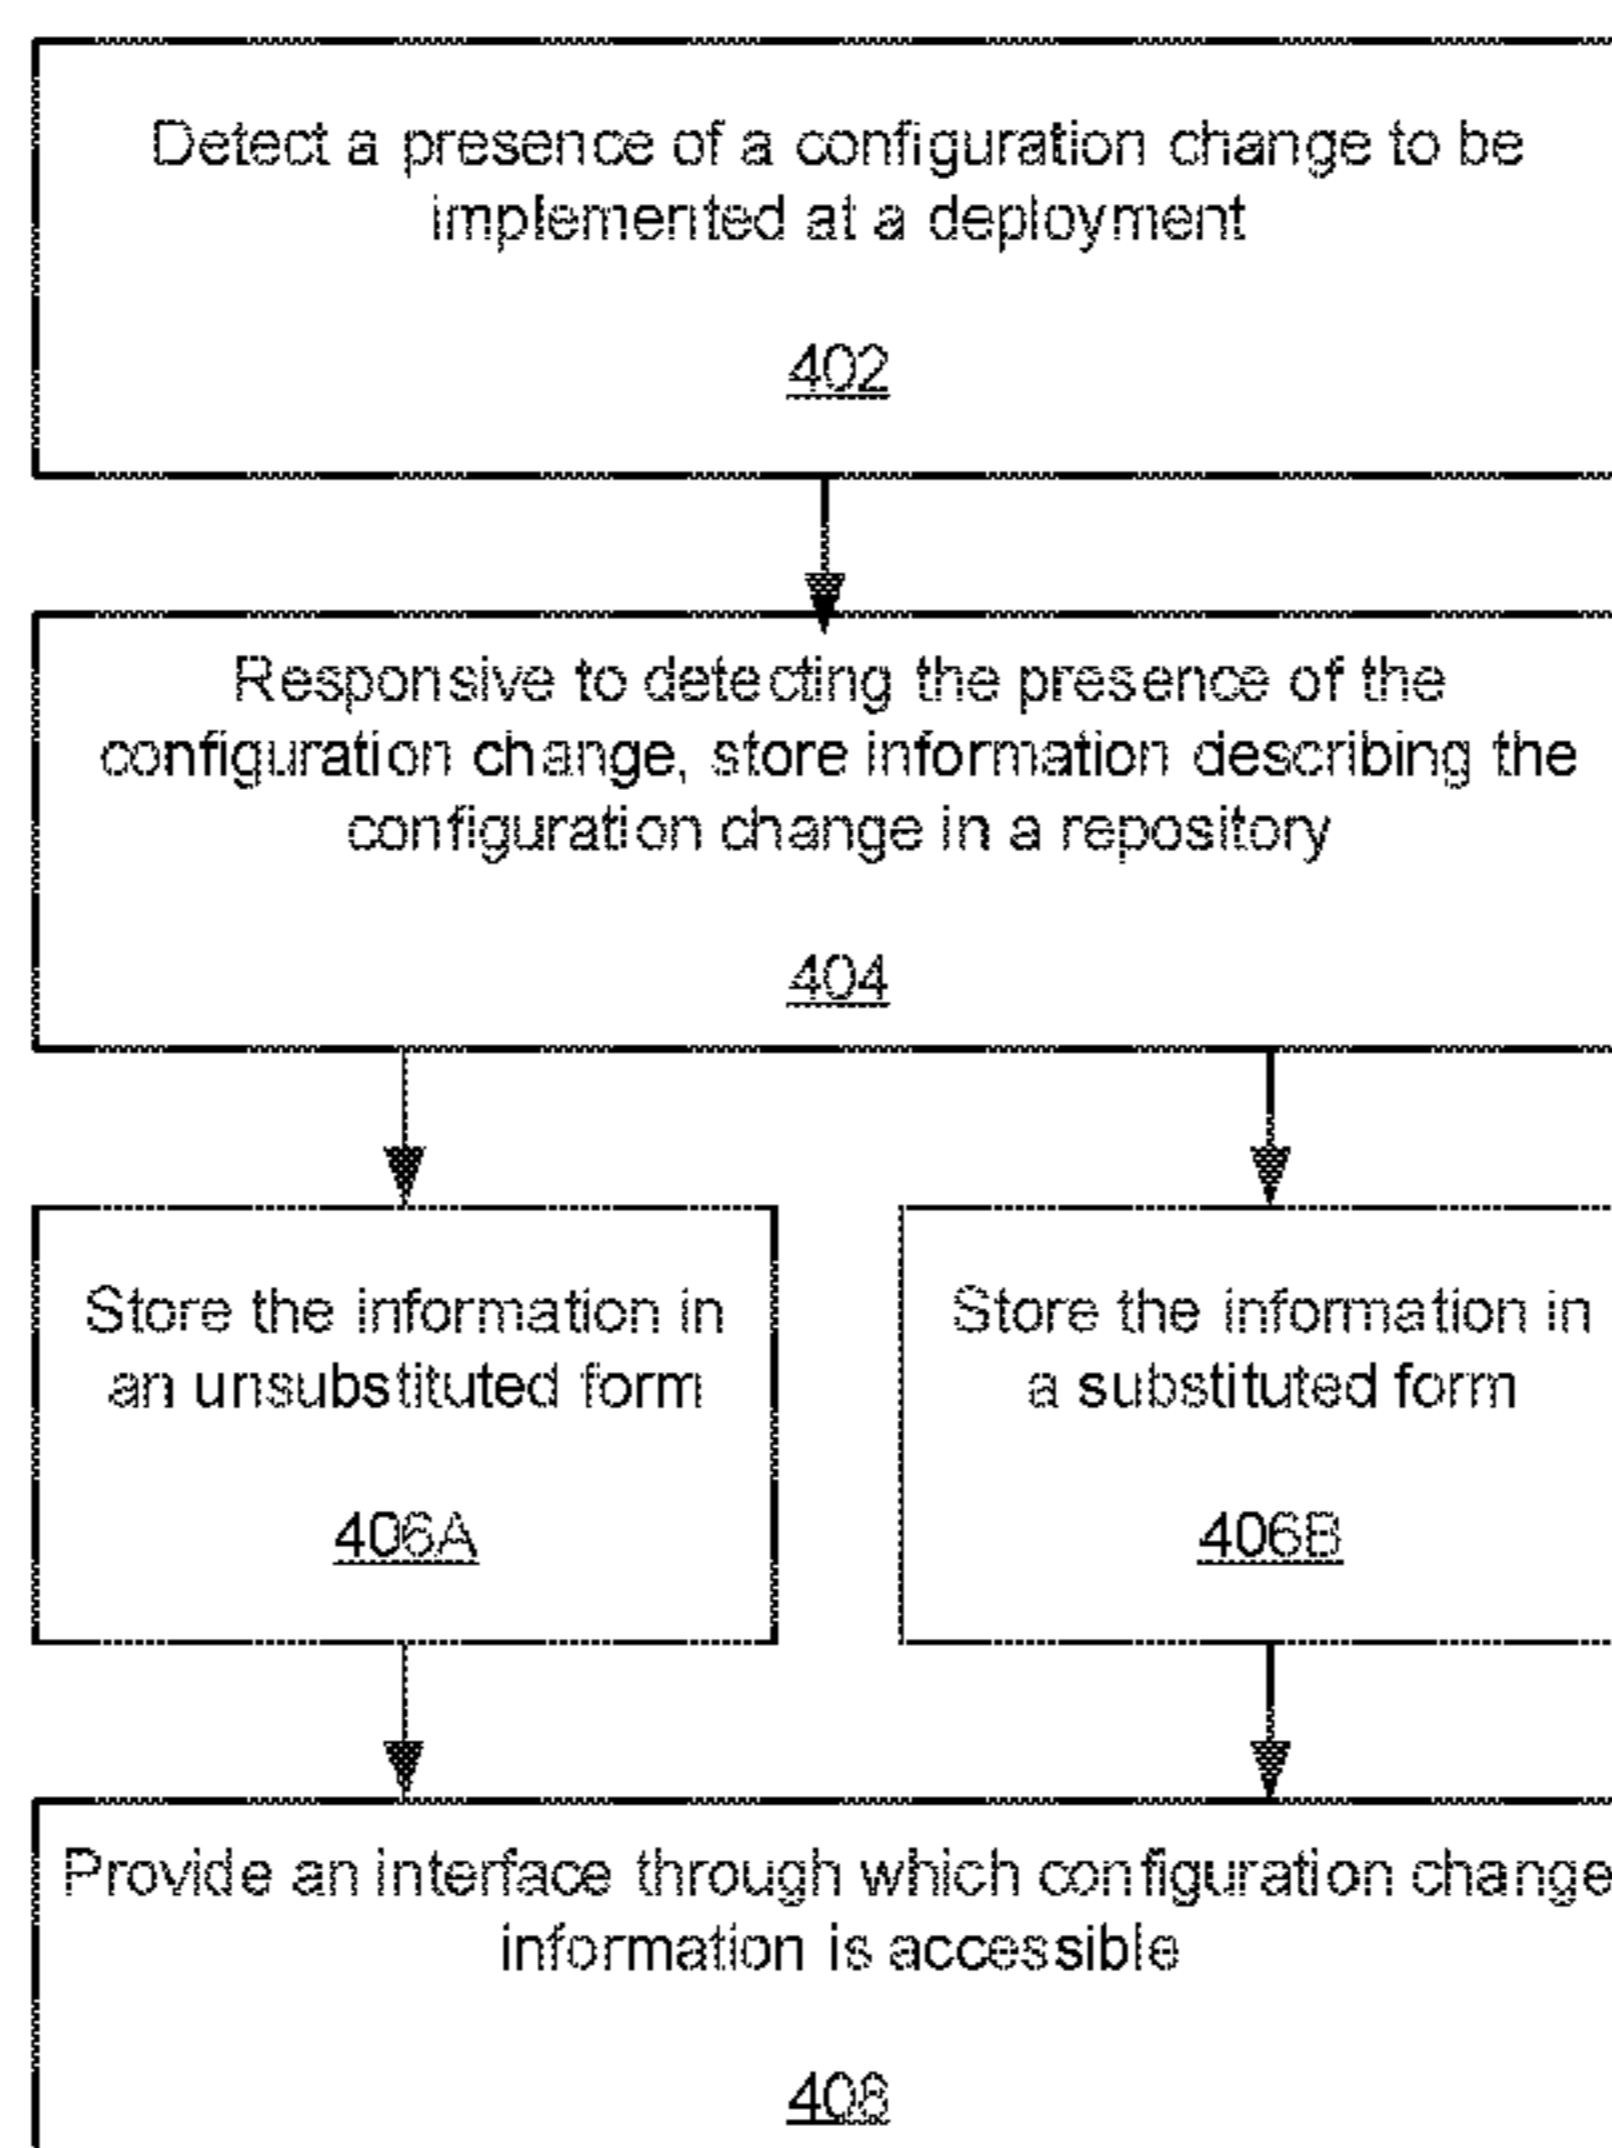 Detect a presence of a configuration change to be
implemented at a deployment
402
Responsive to detecting the presence of the
configuration change, store information describing the
configuration change in a repository
404
Store the information in
an unsubstituted form
406A
Store the information in
a substituted form
406B
Provide an interface through which configuration change
information is accessible
408